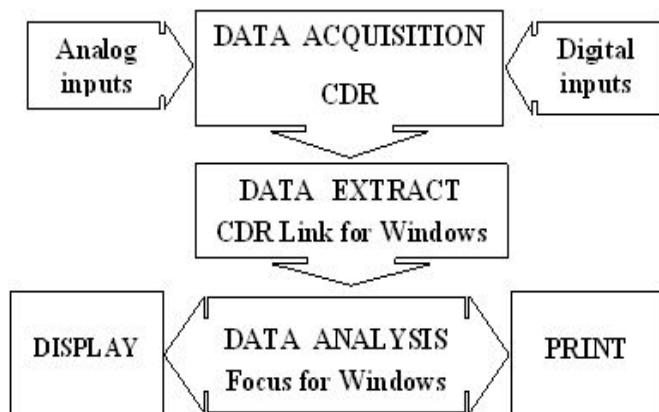 Analog
inputs
DATA ACQUISITION
CDR
Digital
inputs
DATA EXTRACT
CDR Link for Windows
DISPLAY
DATA ANALYSIS
Focus for Windows
PRINT